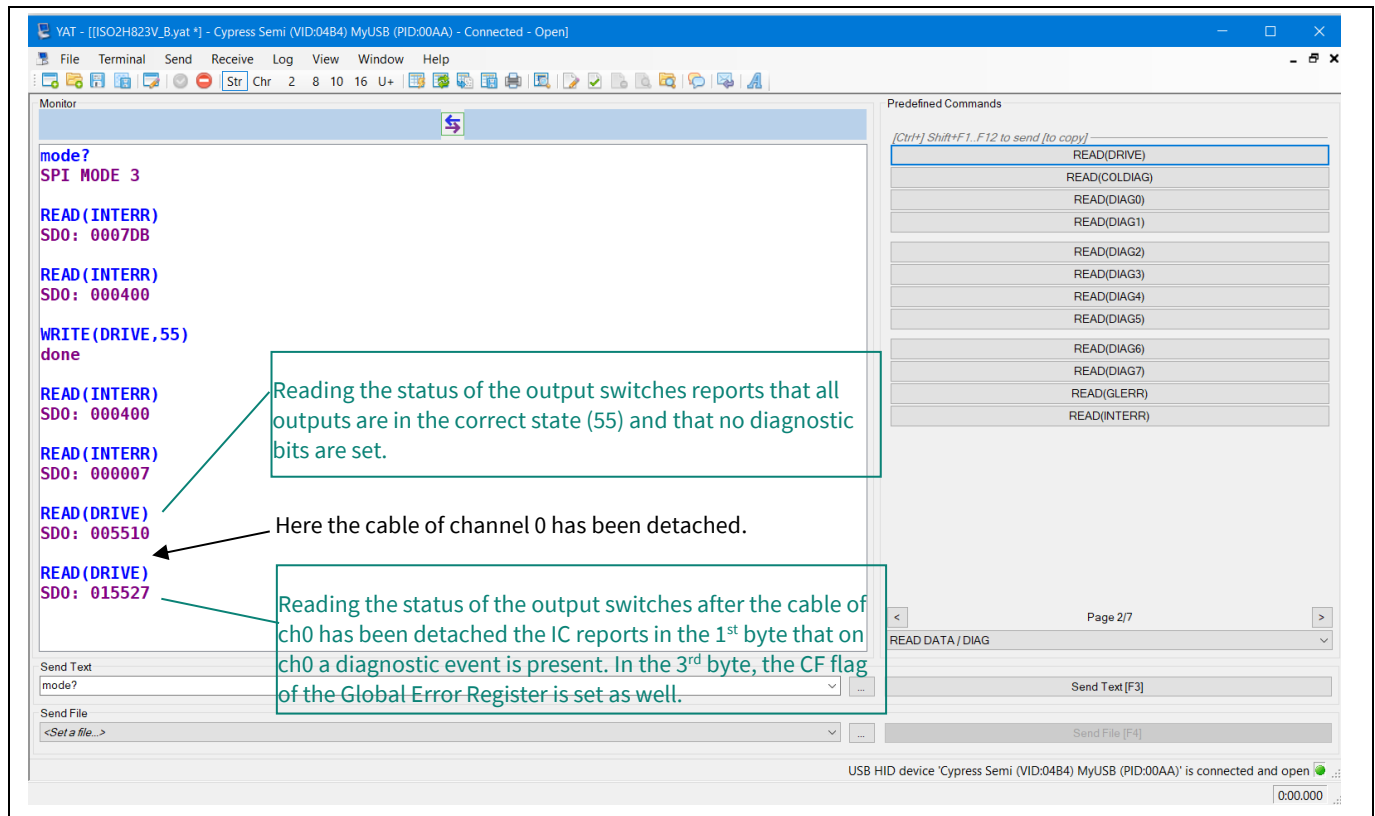 YAT - [[ISO2H823V_B.yat *] - Cypress Semi (VID:04B4) MyUSB (PID:00AA) - Connected - Open]
File Terminal Send Receive Log View Window Help
Str Chr 2 8 10 16 U+
Monitor
mode?
SPI MODE 3
READ(INTERR)
SDO: 0007DB
READ(INTERR)
SDO: 000400
WRITE(DRIVE,55)
done
READ(INTERR)
SDO: 000400
READ(INTERR)
SDO: 000007
READ(DRIVE)
SDO: 005510
READ(DRIVE)
SDO: 015527
Reading the status of the output switches reports that all
outputs are in the correct state (55) and that no diagnostic
bits are set.
Here the cable of channel 0 has been detached.
Reading the status of the output switches after the cable of
ch0 has been detached the IC reports in the 1st byte that on
ch0 a diagnostic event is present. In the 3rd byte, the CF flag
of the Global Error Register is set as well.
Predefined Commands
[Ctrl+] Shift+F1..F12 to send [to copy]
READ(DRIVE)
READ(COLDIAG)
READ(DIAG0)
READ(DIAG1)
READ(DIAG2)
READ(DIAG3)
READ(DIAG4)
READ(DIAG5)
READ(DIAG6)
READ(DIAG7)
READ(GLERR)
READ(INTERR)
< Page 2/7 >
READ DATA / DIAG
Send Text
mode?
...
Send Text [F3]
Send File
<Set a file...>
...
Send File [F4]
USB HID device 'Cypress Semi (VID:04B4) MyUSB (PID:00AA)' is connected and open
0:00.000